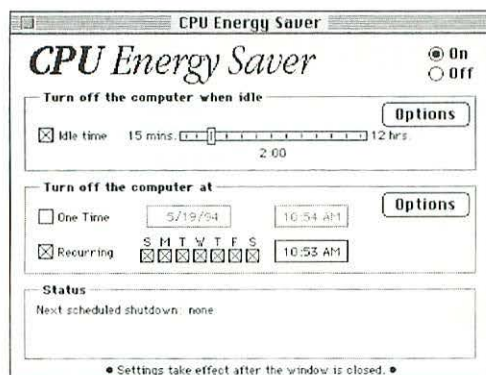 CPU Energy Saver
CPU Energy Saver
On
Off
Turn off the computer when idle
Options
Idle time 15 mins. 12 hrs.
2:00
Turn off the computer at
Options
One Time 5/19/94 10:54 AM
S M T W T F S
Recurring 10:53 AM
Status
Next scheduled shutdown: none
• Settings take effect after the window is closed. •